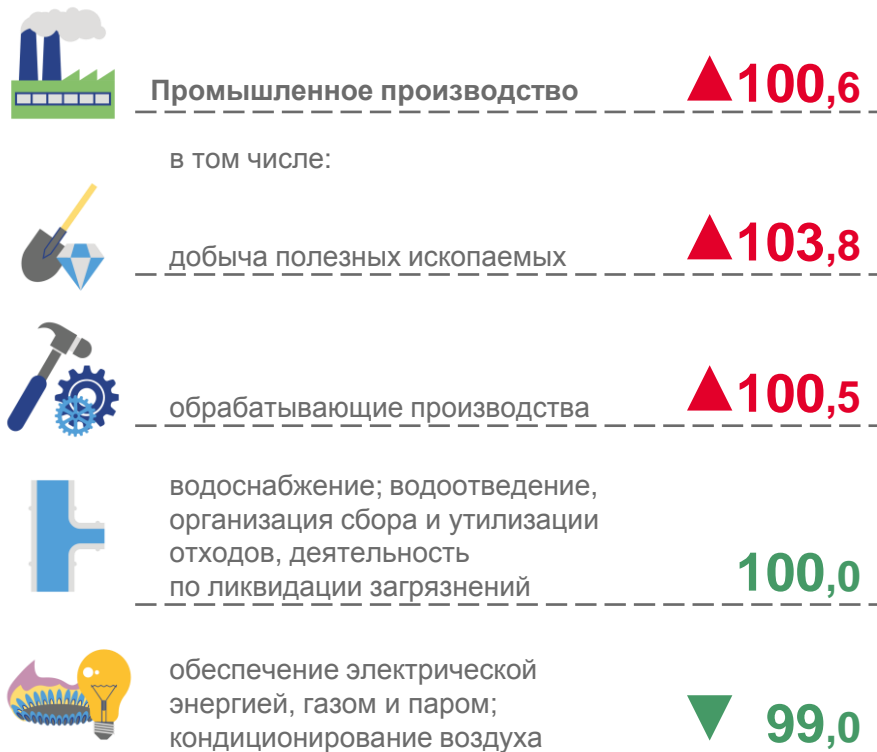 Промышленное производство ▲100,6
в том числе:
добыча полезных ископаемых ▲103,8
обрабатывающие производства ▲100,5
водоснабжение; водоотведение,
организация сбора и утилизации
отходов, деятельность
по ликвидации загрязнений 100,0
обеспечение электрической
энергией, газом и паром;
кондиционирование воздуха ▼ 99,0